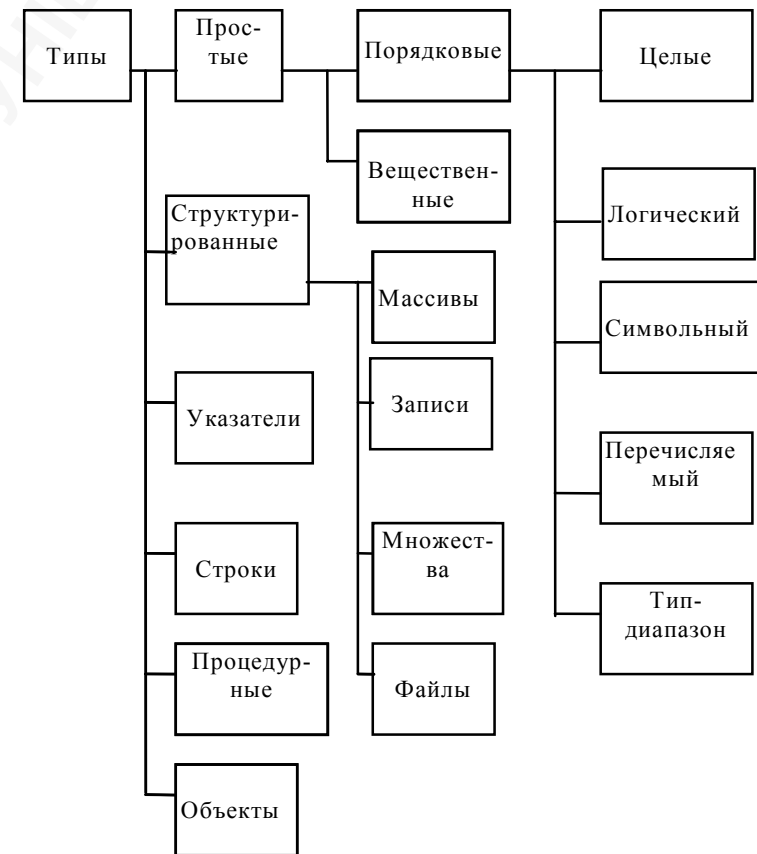 Типы
Прос-
тые
Порядковые
Целые
Веществен-
ные
Логический
Структури-
рованные
Массивы
Символьный
Указатели
Записи
Перечисляе
мый
Строки
Множест-
ва
Тип-
диапазон
Процедур-
ные
Файлы
Объекты